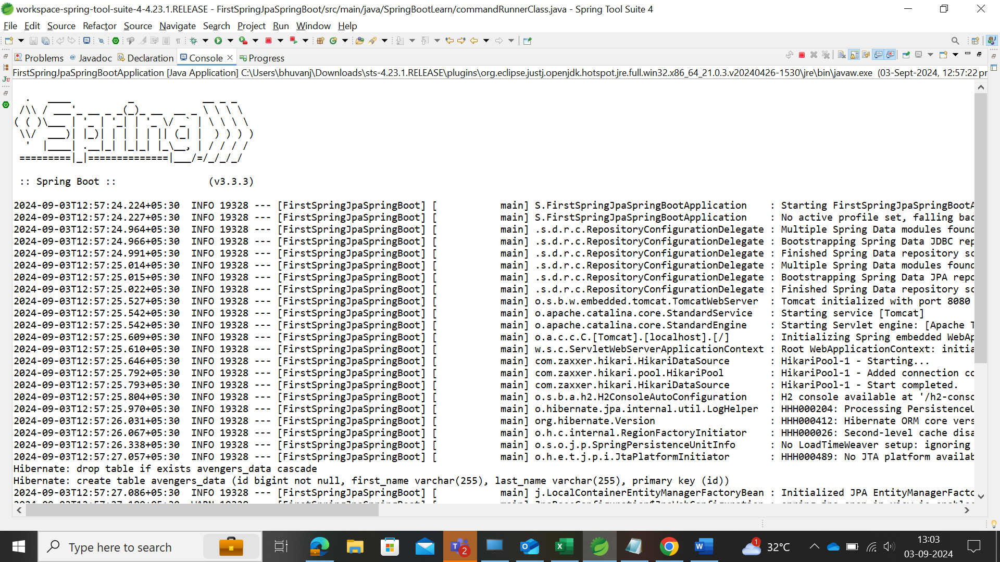 workspace-spring-tool-suite-4-4.23.1.RELEASE - FirstSpringJpaSpringBoot/src/main/java/SpringBootLearn/commandRunnerClass.java - Spring Tool Suite 4
File Edit Source Refactor Source Navigate Search Project Run Window Help
Problems Javadoc Declaration Console Progress
FirstSpringJpaSpringBootApplication [Java Application] C:\Users\bhuvanj\Downloads\sts-4.23.1.RELEASE\plugins\org.eclipse.justj.openjdk.hotspot.jre.full.win32.x86_64_21.0.3.v20240426-1530\jre\bin\javaw.exe (03-Sept-2024, 12:57:22 pr
Spring
:: Spring Boot :: (v3.3.3)
2024-09-03T12:57:24.224+05:30 INFO 19328 --- [FirstSpringJpaSpringBoot] [ main] S.FirstSpringJpaSpringBootApplication : Starting FirstSpringJpaSpringBootA
2024-09-03T12:57:24.227+05:30 INFO 19328 --- [FirstSpringJpaSpringBoot] [ main] S.FirstSpringJpaSpringBootApplication : No active profile set, falling bac
2024-09-03T12:57:24.964+05:30 INFO 19328 --- [FirstSpringJpaSpringBoot] [ main] .s.d.r.c.RepositoryConfigurationDelegate : Multiple Spring Data modules found
2024-09-03T12:57:24.966+05:30 INFO 19328 --- [FirstSpringJpaSpringBoot] [ main] .s.d.r.c.RepositoryConfigurationDelegate : Bootstrapping Spring Data JDBC rep
2024-09-03T12:57:24.991+05:30 INFO 19328 --- [FirstSpringJpaSpringBoot] [ main] .s.d.r.c.RepositoryConfigurationDelegate : Finished Spring Data repository sc
2024-09-03T12:57:25.014+05:30 INFO 19328 --- [FirstSpringJpaSpringBoot] [ main] .s.d.r.c.RepositoryConfigurationDelegate : Multiple Spring Data modules found
2024-09-03T12:57:25.015+05:30 INFO 19328 --- [FirstSpringJpaSpringBoot] [ main] .s.d.r.c.RepositoryConfigurationDelegate : Bootstrapping Spring Data JPA repo
2024-09-03T12:57:25.022+05:30 INFO 19328 --- [FirstSpringJpaSpringBoot] [ main] .s.d.r.c.RepositoryConfigurationDelegate : Finished Spring Data repository sc
2024-09-03T12:57:25.527+05:30 INFO 19328 --- [FirstSpringJpaSpringBoot] [ main] o.s.b.w.embedded.tomcat.TomcatWebServer : Tomcat initialized with port 8080
2024-09-03T12:57:25.542+05:30 INFO 19328 --- [FirstSpringJpaSpringBoot] [ main] o.apache.catalina.core.StandardService : Starting service [Tomcat]
2024-09-03T12:57:25.542+05:30 INFO 19328 --- [FirstSpringJpaSpringBoot] [ main] o.apache.catalina.core.StandardEngine : Starting Servlet engine: [Apache T
2024-09-03T12:57:25.609+05:30 INFO 19328 --- [FirstSpringJpaSpringBoot] [ main] o.a.c.c.C.[Tomcat].[localhost].[/] : Initializing Spring embedded WebAp
2024-09-03T12:57:25.610+05:30 INFO 19328 --- [FirstSpringJpaSpringBoot] [ main] w.s.c.ServletWebServerApplicationContext : Root WebApplicationContext: initia
2024-09-03T12:57:25.646+05:30 INFO 19328 --- [FirstSpringJpaSpringBoot] [ main] com.zaxxer.hikari.HikariDataSource : HikariPool-1 - Starting...
2024-09-03T12:57:25.792+05:30 INFO 19328 --- [FirstSpringJpaSpringBoot] [ main] com.zaxxer.hikari.pool.HikariPool : HikariPool-1 - Added connection co
2024-09-03T12:57:25.793+05:30 INFO 19328 --- [FirstSpringJpaSpringBoot] [ main] com.zaxxer.hikari.HikariDataSource : HikariPool-1 - Start completed.
2024-09-03T12:57:25.804+05:30 INFO 19328 --- [FirstSpringJpaSpringBoot] [ main] o.s.b.a.h2.H2ConsoleAutoConfiguration : H2 console available at '/h2-conso
2024-09-03T12:57:25.970+05:30 INFO 19328 --- [FirstSpringJpaSpringBoot] [ main] o.hibernate.jpa.internal.util.LogHelper : HHH000204: Processing PersistenceU
2024-09-03T12:57:26.031+05:30 INFO 19328 --- [FirstSpringJpaSpringBoot] [ main] org.hibernate.Version : HHH000412: Hibernate ORM core vers
2024-09-03T12:57:26.067+05:30 INFO 19328 --- [FirstSpringJpaSpringBoot] [ main] o.h.c.internal.RegionFactoryInitiator : HHH000026: Second-level cache disa
2024-09-03T12:57:26.338+05:30 INFO 19328 --- [FirstSpringJpaSpringBoot] [ main] o.s.o.j.p.SpringPersistenceUnitInfo : No LoadTimeWeaver setup: ignoring
2024-09-03T12:57:27.057+05:30 INFO 19328 --- [FirstSpringJpaSpringBoot] [ main] o.h.e.t.j.p.i.JtaPlatformInitiator : HHH000489: No JTA platform availab
Hibernate: drop table if exists avengers_data cascade
Hibernate: create table avengers_data (id bigint not null, first_name varchar(255), last_name varchar(255), primary key (id))
2024-09-03T12:57:27.086+05:30 INFO 19328 --- [FirstSpringJpaSpringBoot] [ main] j.LocalContainerEntityManagerFactoryBean : Initialized JPA EntityManagerFacto
Type here to search
2
1
32°C
13:03
03-09-2024